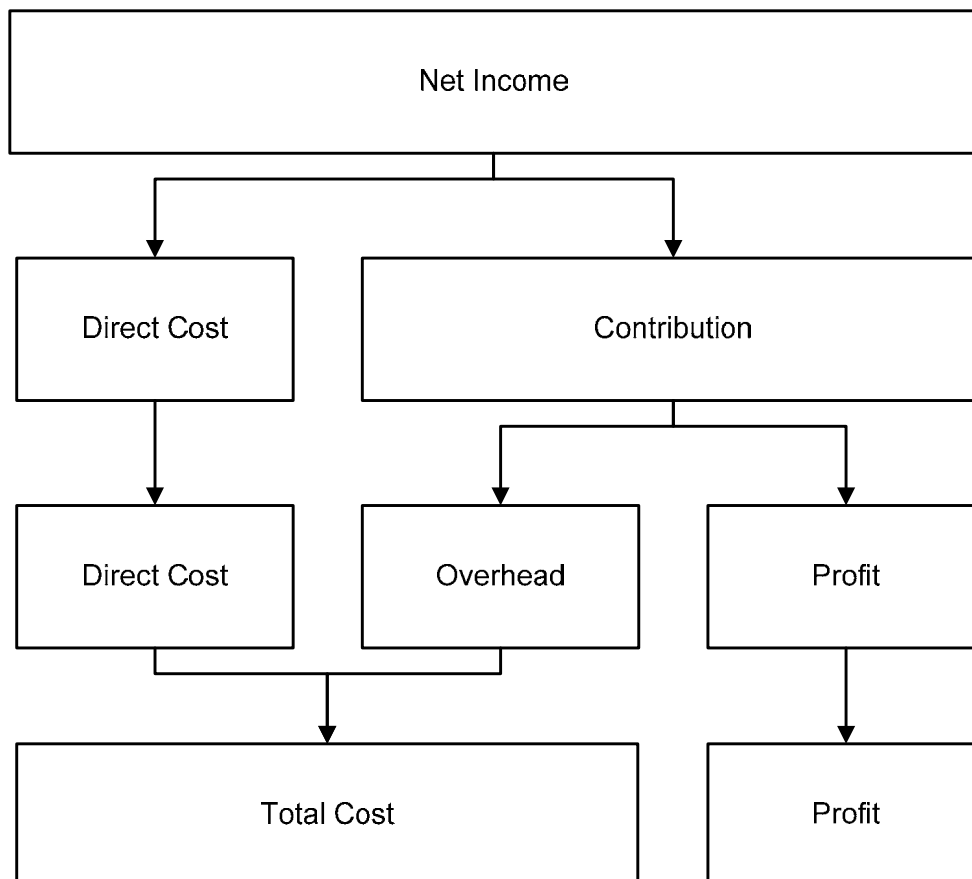 Net Income
Direct Cost
Contribution
Direct Cost
Overhead
Profit
Total Cost
Profit